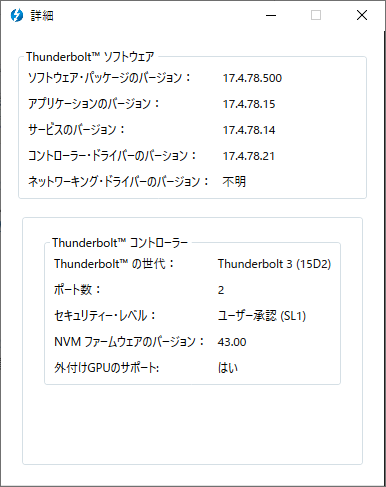 詳細
Thunderbolt™ ソフトウェア
ソフトウェア・パッケージのバージョン： 17.4.78.500
アプリケーションのバージョン： 17.4.78.15
サービスのバージョン： 17.4.78.14
コントローラー・ドライバーのバーション： 17.4.78.21
ネットワーキング・ドライバーのバージョン： 不明
Thunderbolt™ コントローラー
Thunderbolt™ の世代： Thunderbolt 3 (15D2)
ポート数： 2
セキュリティー・レベル： ユーザー承認 (SL1)
NVM ファームウェアのバージョン： 43.00
外付けGPUのサポート: はい